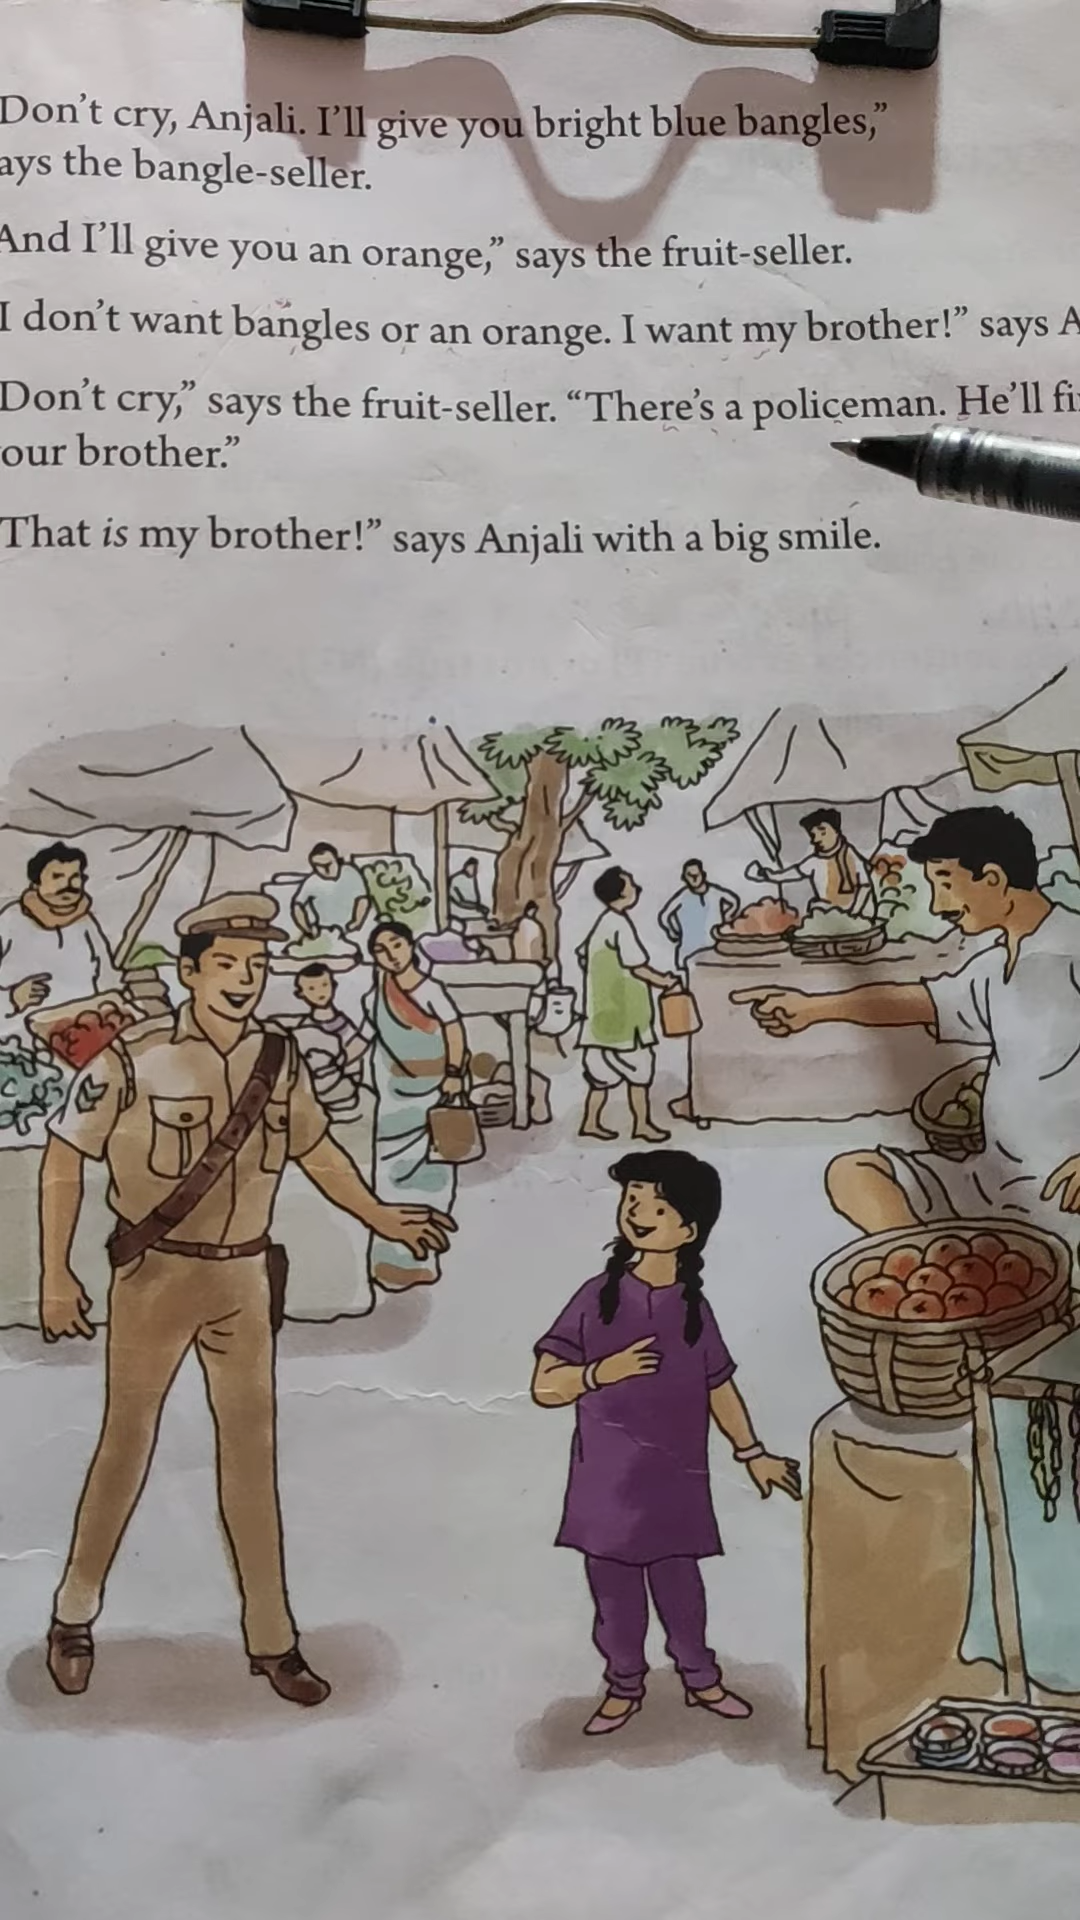 Don't cry, Anjali. I'll give you bright blue bangles,”
ays the bangle-seller.
And I'll give you an orange,” says the fruit-seller.
I don't want bangles or an orange. I want my brother!” says A
Don't cry,” says the fruit-seller. “There's a policeman. He'll fi
our brother.”
That is my brother!” says Anjali with a big smile.